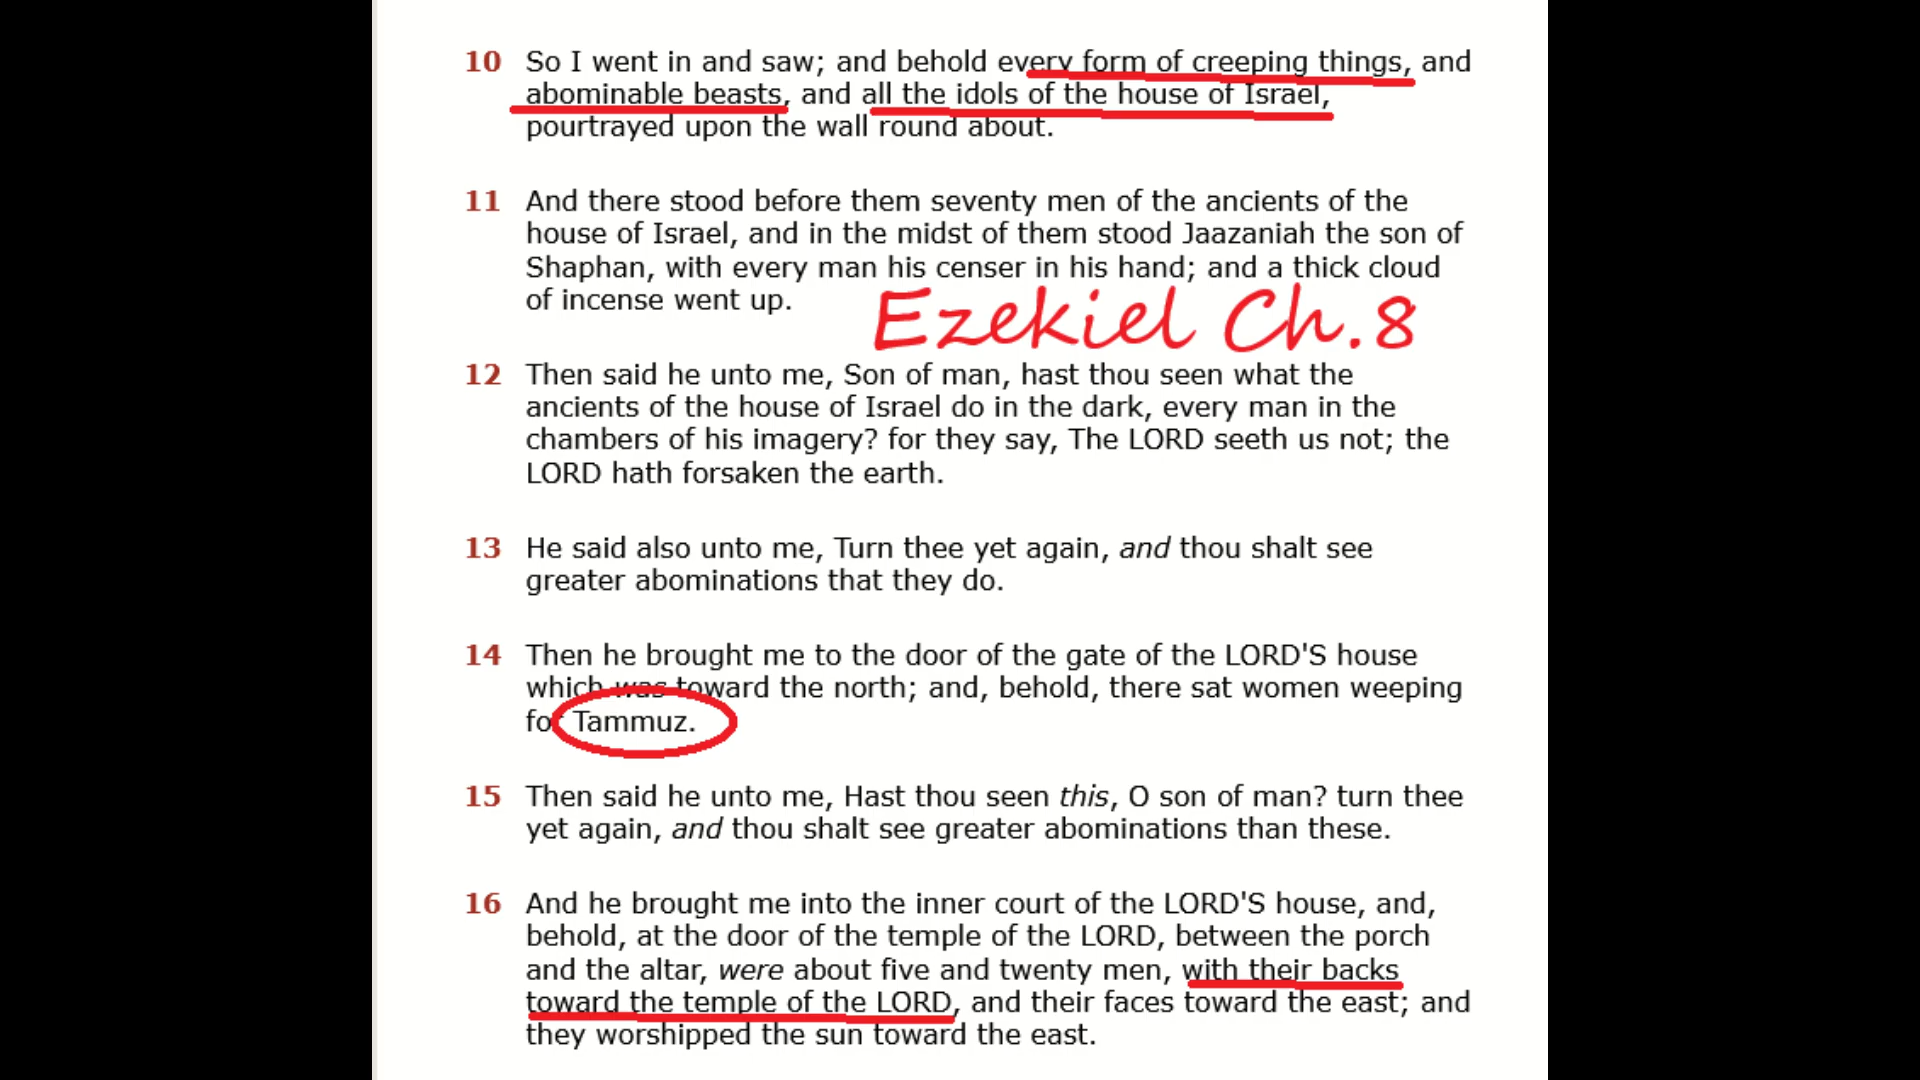 10 So I went in and saw; and behold every form of creeping things, and
abominable beasts, and all the idols of the house of Israel,
pourtrayed upon the wall round about.
11 And there stood before them seventy men of the ancients of the
house of Israel, and in the midst of them stood Jaazaniah the son of
Shaphan, with every man his censer in his hand; and a thick cloud
of incense went up.
Ezekiel Ch.8
12 Then said he unto me, Son of man, hast thou seen what the
ancients of the house of Israel do in the dark, every man in the
chambers of his imagery? for they say, The LORD seeth us not; the
LORD hath forsaken the earth.
13 He said also unto me, Turn thee yet again, and thou shalt see
greater abominations that they do.
14 Then he brought me to the door of the gate of the LORD'S house
which was toward the north; and, behold, there sat women weeping
for Tammuz.
15 Then said he unto me, Hast thou seen this, O son of man? turn thee
yet again, and thou shalt see greater abominations than these.
16 And he brought me into the inner court of the LORD'S house, and,
behold, at the door of the temple of the LORD, between the porch
and the altar, were about five and twenty men, with their backs
toward the temple of the LORD, and their faces toward the east; and
they worshipped the sun toward the east.